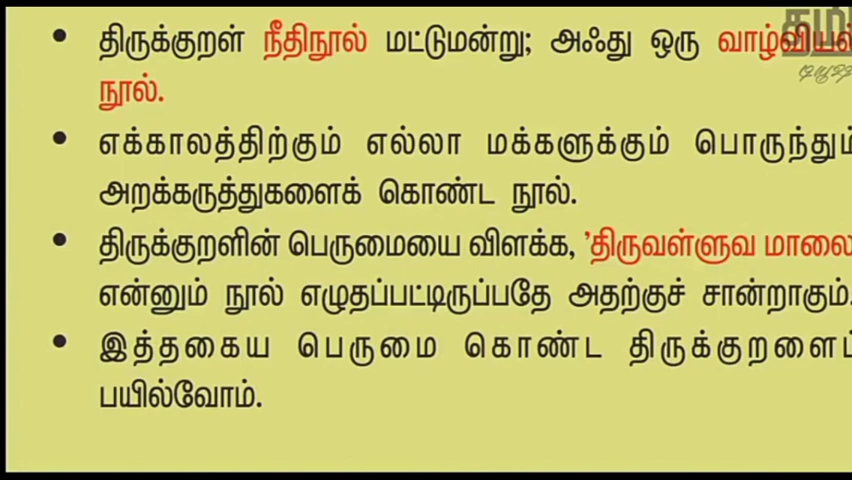 • திருக்குறள் நீதிநூல் மட்டுமன்று; அஃது ஒரு வாழ்வியல்
நூல்.
• எக்காலத்திற்கும் எல்லா மக்களுக்கும் பொருந்தும்
அறக்கருத்துகளைக் கொண்ட நூல்.
• திருக்குறளின் பெருமையை விளக்க, ’திருவள்ளுவ மாலை
என்னும் நூல் எழுதப்பட்டிருப்பதே அதற்குச் சான்றாகும்.
• இத்தகைய பெருமை கொண்ட திருக்குறளைப்
பயில்வோம்.